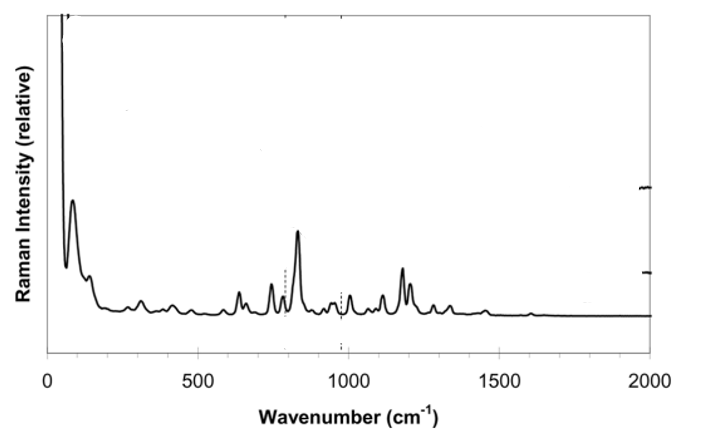 Raman Intensity (relative)
0 500 1000 1500 2000
Wavenumber (cm⁻¹)